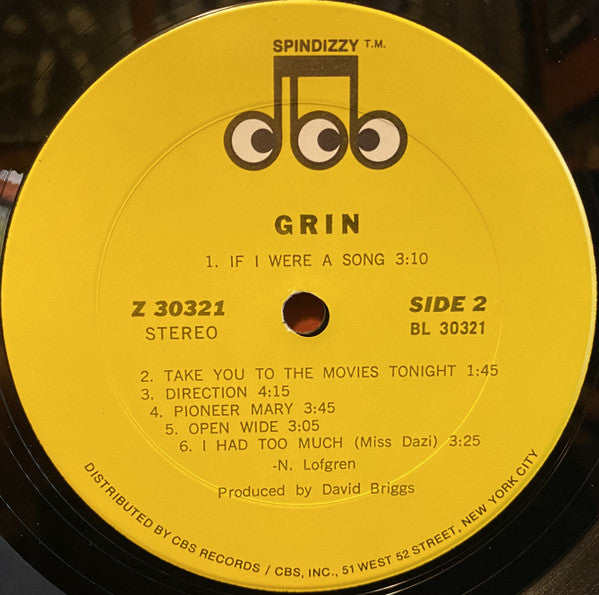 SPINDIZZY T.M.
GRIN
1. IF I WERE A SONG 3:10
Z 30321
STEREO
SIDE 2
BL 30321
2. TAKE YOU TO THE MOVIES TONIGHT 1:45
3. DIRECTION 4:15
4. PIONEER MARY 3:45
5. OPEN WIDE 3:05
6. I HAD TOO MUCH (Miss Dazi) 3:25
-N. Lofgren
Produced by David Briggs
DISTRIBUTED BY CBS RECORDS / CBS, INC., 51 WEST 52 STREET, NEW YORK CITY